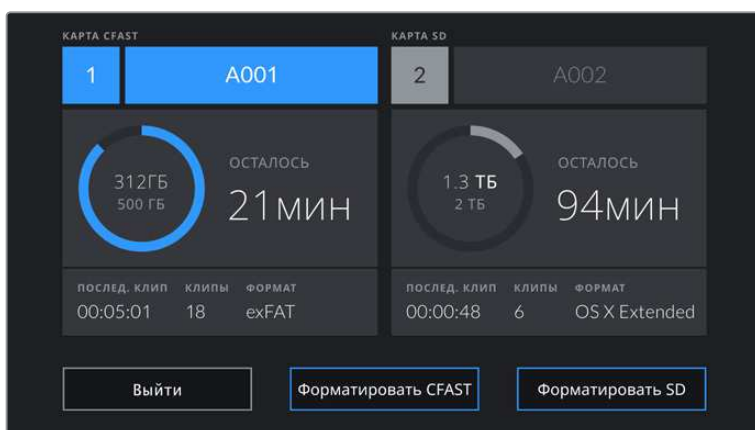 КАРТА CFAST
1
A001
312ГБ
500 ГБ
ОСТАЛОСЬ
21мин
ПОСЛЕД. КЛИП КЛИПЫ ФОРМАТ
00:05:01 18 exFAT
КАРТА SD
2
A002
1.3 ТБ
2 ТБ
ОСТАЛОСЬ
94мин
ПОСЛЕД. КЛИП КЛИПЫ ФОРМАТ
00:00:48 6 OS X Extended
Выйти
Форматировать CFAST
Форматировать SD